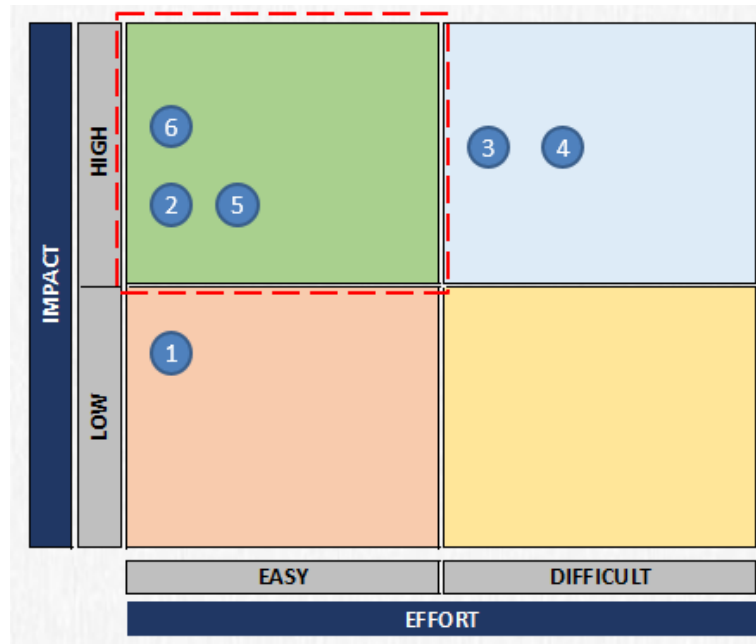 IMPACT
HIGH
6
3
4
2
5
LOW
1
EASY
DIFFICULT
EFFORT